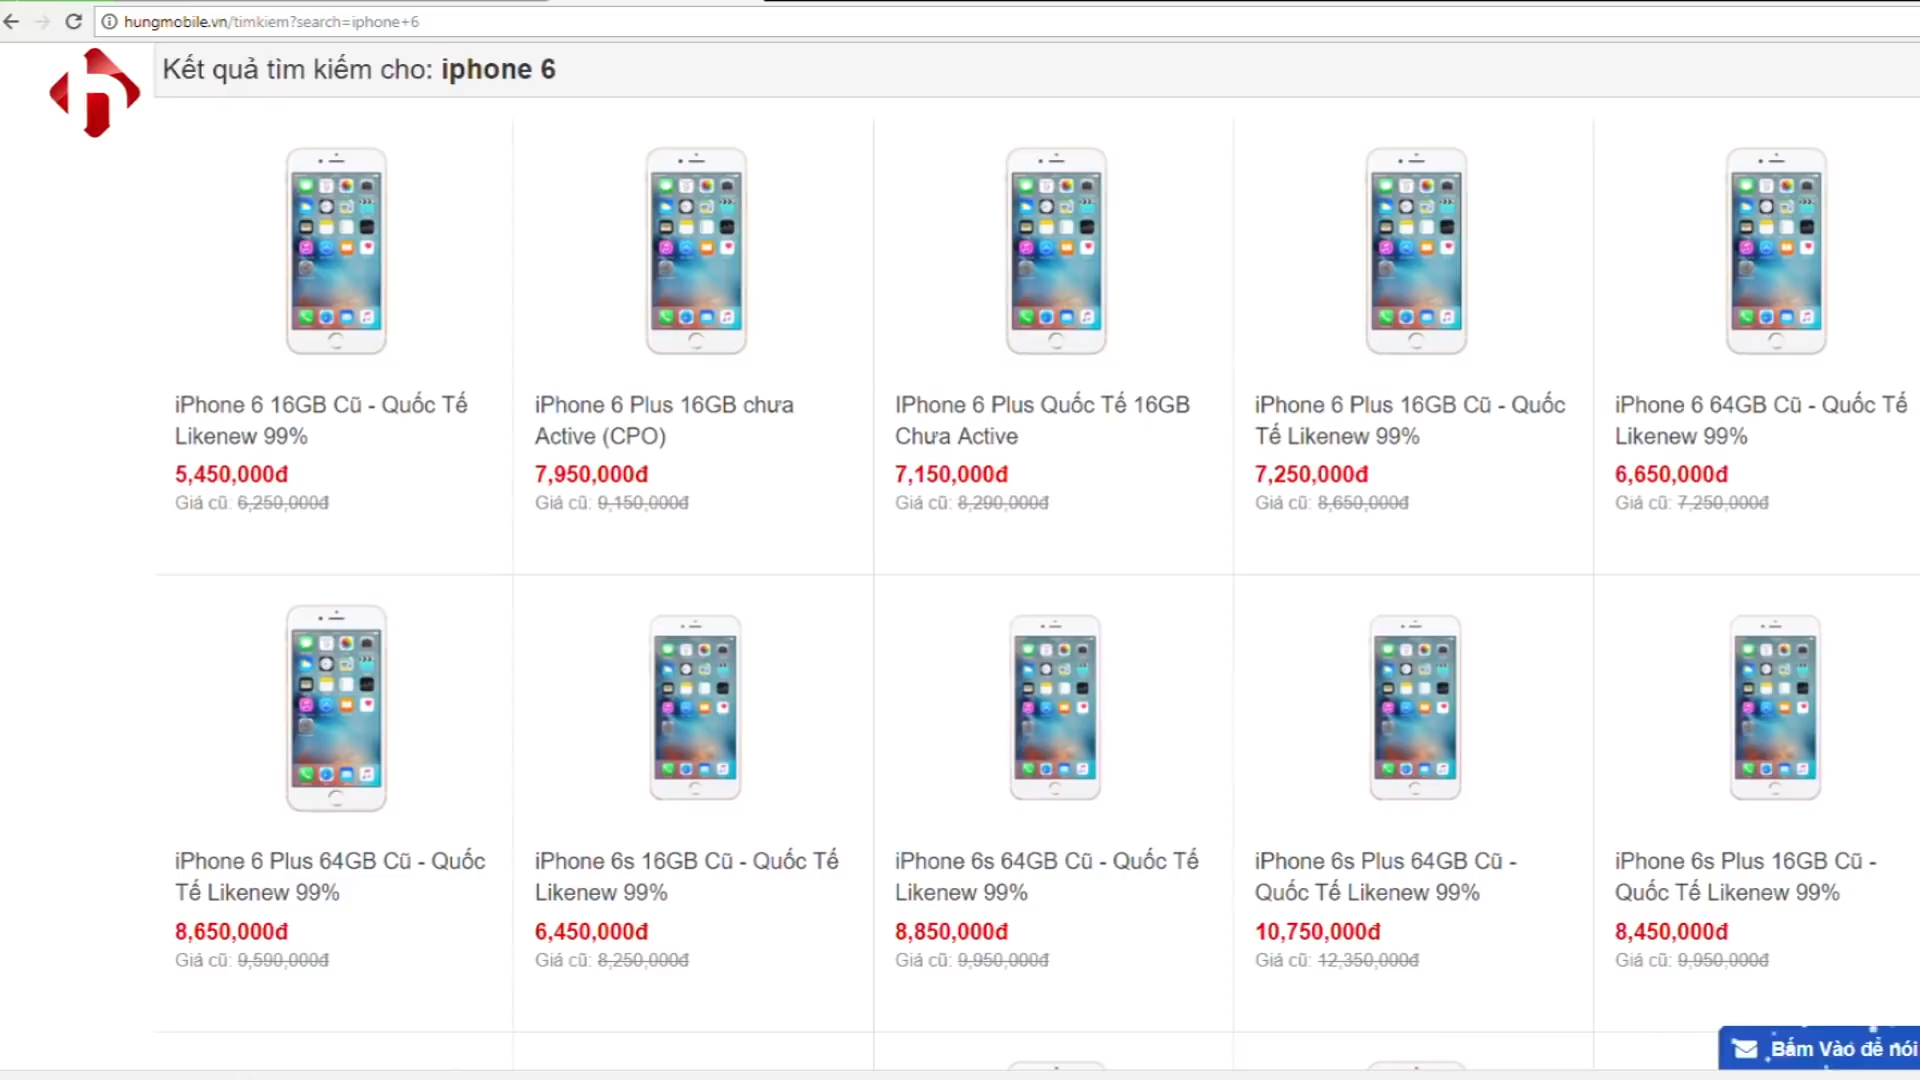 hungmobile.vn/timkiem?search=iphone+6
Kết quả tìm kiếm cho: iphone 6
iPhone 6 16GB Cũ - Quốc Tế
Likenew 99%
5,450,000đ
Giá cũ: 6,250,000đ
iPhone 6 Plus 16GB chưa
Active (CPO)
7,950,000đ
Giá cũ: 9,150,000đ
IPhone 6 Plus Quốc Tế 16GB
Chưa Active
7,150,000đ
Giá cũ: 8,290,000đ
iPhone 6 Plus 16GB Cũ - Quốc
Tế Likenew 99%
7,250,000đ
Giá cũ: 8,650,000đ
iPhone 6 64GB Cũ - Quốc Tế
Likenew 99%
6,650,000đ
Giá cũ: 7,250,000đ
iPhone 6 Plus 64GB Cũ - Quốc
Tế Likenew 99%
8,650,000đ
Giá cũ: 9,590,000đ
iPhone 6s 16GB Cũ - Quốc Tế
Likenew 99%
6,450,000đ
Giá cũ: 8,250,000đ
iPhone 6s 64GB Cũ - Quốc Tế
Likenew 99%
8,850,000đ
Giá cũ: 9,950,000đ
iPhone 6s Plus 64GB Cũ -
Quốc Tế Likenew 99%
10,750,000đ
Giá cũ: 12,350,000đ
iPhone 6s Plus 16GB Cũ -
Quốc Tế Likenew 99%
8,450,000đ
Giá cũ: 9,950,000đ
Bấm Vào để nói